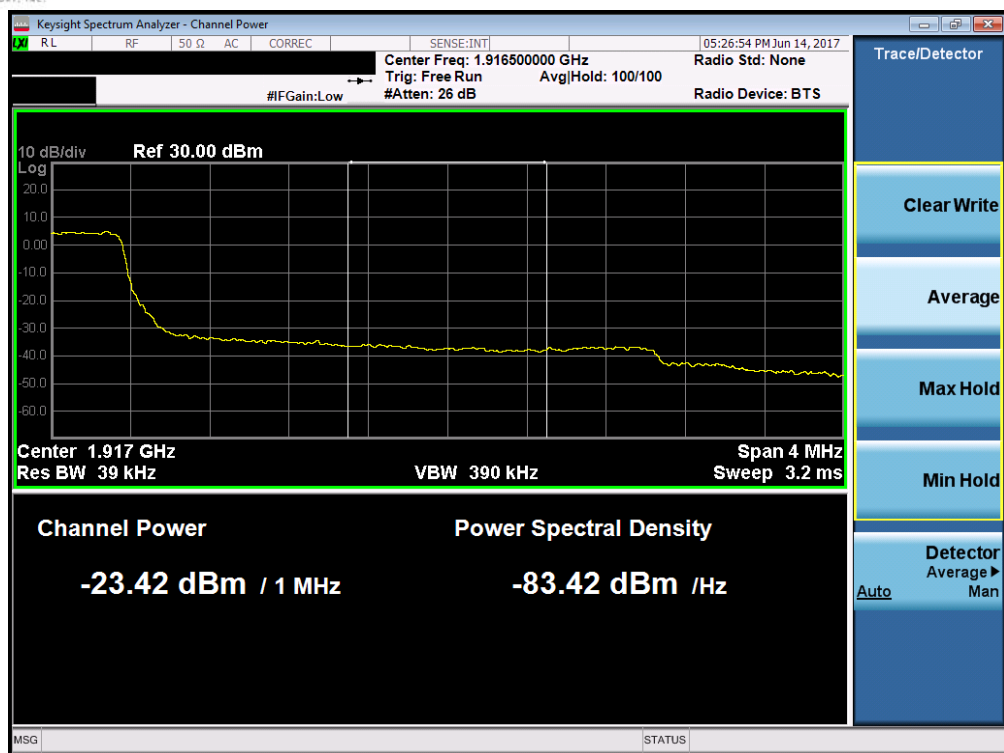 Keysight Spectrum Analyzer - Channel Power
LXI RL RF 50 Ω AC CORREC SENSE:INT 05:26:54 PM Jun 14, 2017
Center Freq: 1.916500000 GHz Radio Std: None
Trig: Free Run Avg|Hold: 100/100
#IFGain:Low #Atten: 26 dB Radio Device: BTS
10 dB/div Ref 30.00 dBm
Log
20.0
10.0
0.00
-10.0
-20.0
-30.0
-40.0
-50.0
-60.0
Center 1.917 GHz Span 4 MHz
Res BW 39 kHz VBW 390 kHz Sweep 3.2 ms
Channel Power Power Spectral Density
-23.42 dBm / 1 MHz -83.42 dBm /Hz
MSG STATUS
Trace/Detector
Clear Write
Average
Max Hold
Min Hold
Detector
Average
Auto Man